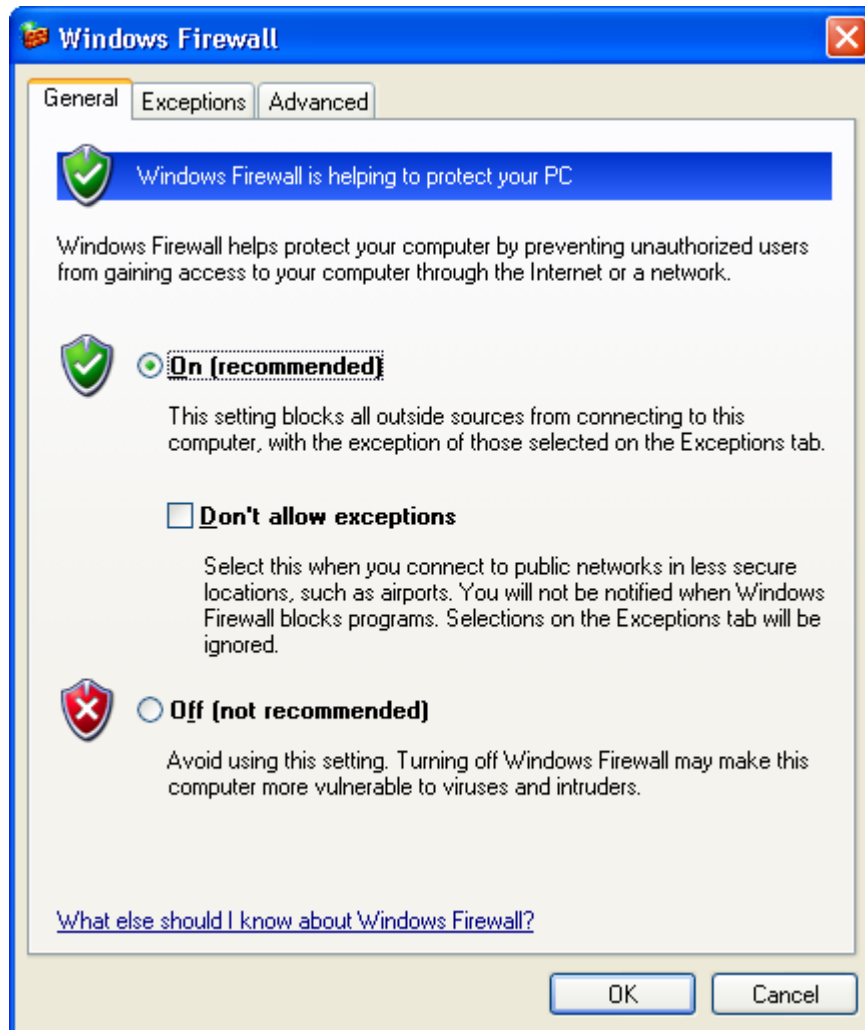 Windows Firewall
General
Exceptions
Advanced
Windows Firewall is helping to protect your PC
Windows Firewall helps protect your computer by preventing unauthorized users
from gaining access to your computer through the Internet or a network.
On (recommended)
This setting blocks all outside sources from connecting to this
computer, with the exception of those selected on the Exceptions tab.
Don't allow exceptions
Select this when you connect to public networks in less secure
locations, such as airports. You will not be notified when Windows
Firewall blocks programs. Selections on the Exceptions tab will be
ignored.
Off (not recommended)
Avoid using this setting. Turning off Windows Firewall may make this
computer more vulnerable to viruses and intruders.
What else should I know about Windows Firewall?
OK
Cancel